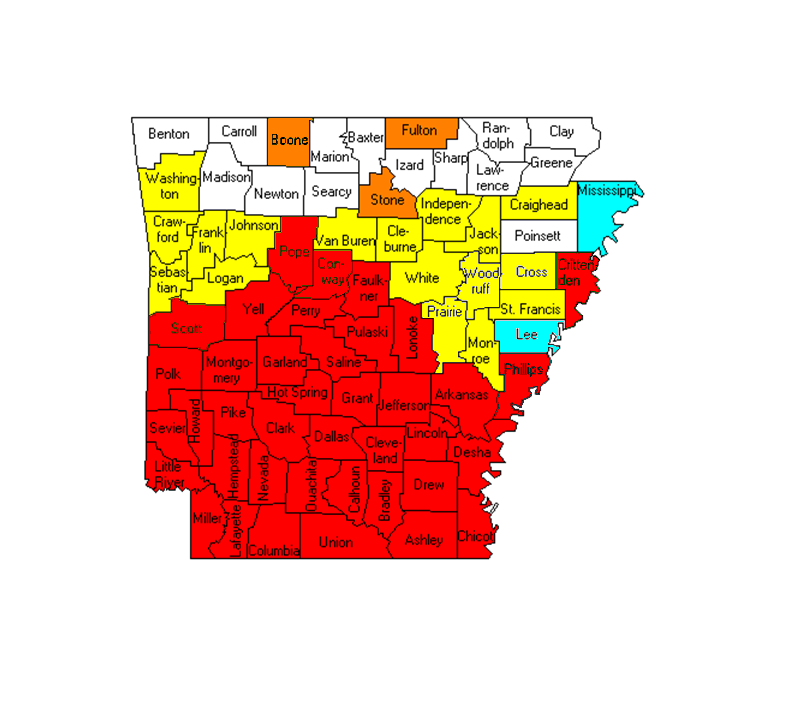 Benton
Carroll
Boone
Marion
Baxter
Fulton
Izard
Sharp
Ran-
dolph
Clay
Greene
Law-
rence
Washing-
ton
Madison
Newton
Searcy
Stone
Indepen-
dence
Craighead
Mississippi
Craw-
ford
Frank
lin
Johnson
Pope
Van Buren
Cle-
burne
Jack-
son
Poinsett
Sebas-
tian
Logan
Con-
way
Faulk-
ner
White
Wood
ruff
Cross
Critten
den
Scott
Yell
Perry
Pulaski
Lonoke
Prairie
Mon-
roe
St. Francis
Lee
Phillips
Polk
Montgo-
mery
Garland
Saline
Hot Spring
Grant
Jefferson
Arkansas
Sevier
Howard
Pike
Clark
Dallas
Cleve-
land
Lincoln
Desha
Little
River
Hempstead
Nevada
Ouachita
Calhoun
Bradley
Drew
Miller
Lafayette
Columbia
Union
Ashley
Chicot